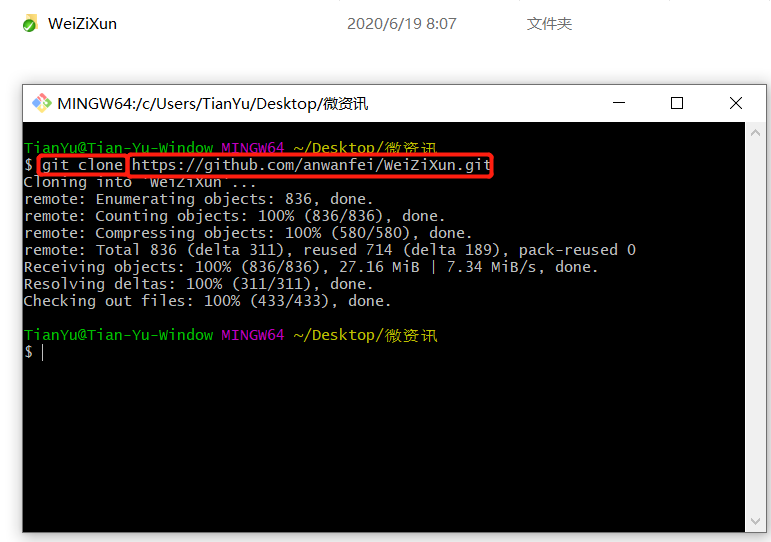 WeiZiXun 2020/6/19 8:07 文件夹
MINGW64:/c/Users/TianYu/Desktop/微资讯
TianYu@Tian-Yu-Window MINGW64 ~/Desktop/微资讯
$ git clone https://github.com/anwanfei/WeiZiXun.git
Cloning into 'WeiZiXun'...
remote: Enumerating objects: 836, done.
remote: Counting objects: 100% (836/836), done.
remote: Compressing objects: 100% (580/580), done.
remote: Total 836 (delta 311), reused 714 (delta 189), pack-reused 0
Receiving objects: 100% (836/836), 27.16 MiB | 7.34 MiB/s, done.
Resolving deltas: 100% (311/311), done.
Checking out files: 100% (433/433), done.
TianYu@Tian-Yu-Window MINGW64 ~/Desktop/微资讯
$